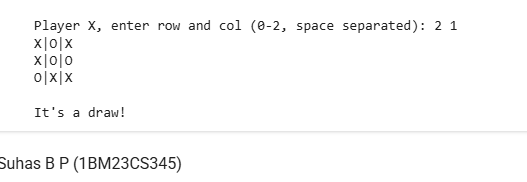 Player X, enter row and col (0-2, space separated): 2 1
X|O|X
X|O|O
O|X|X
It's a draw!
Suhas B P (1BM23CS345)